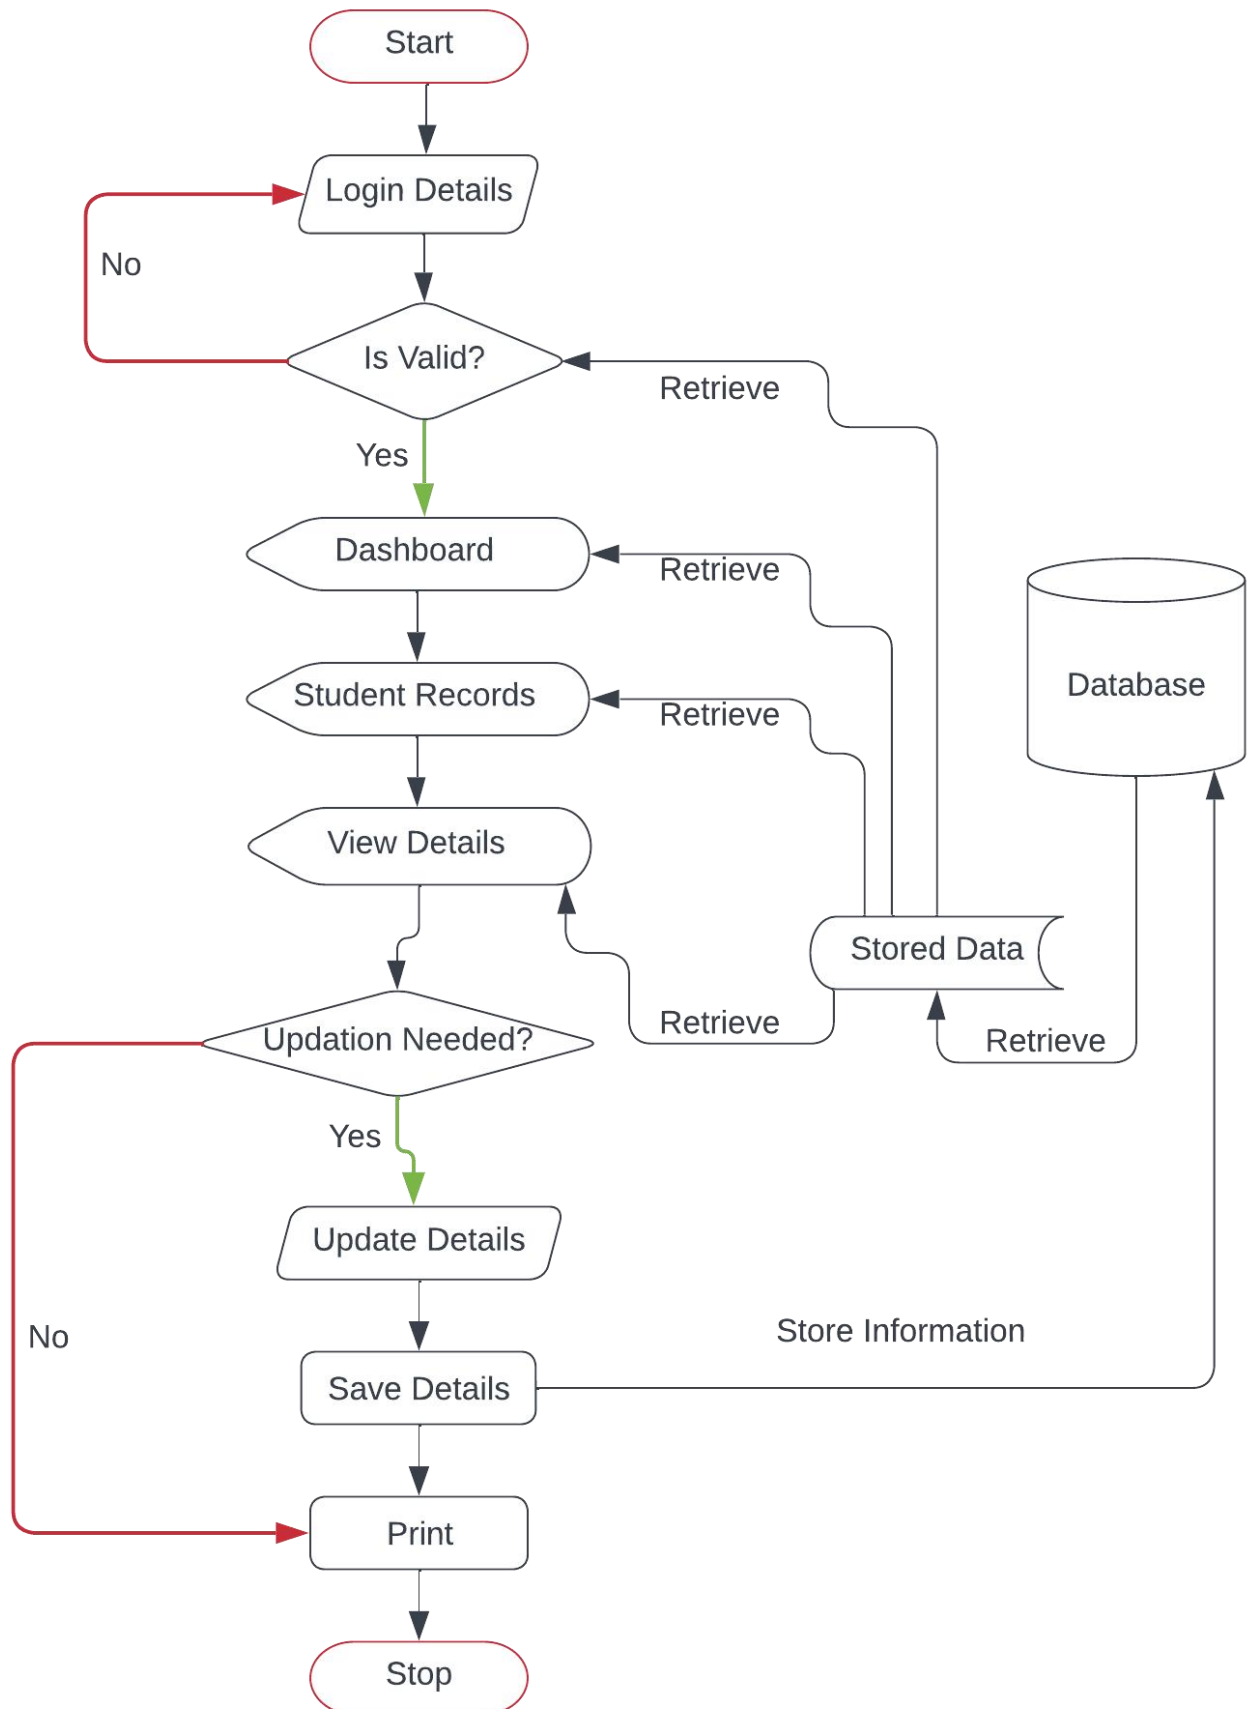 Start
Login Details
No
Is Valid?
Retrieve
Yes
Dashboard
Retrieve
Student Records
Retrieve
Database
View Details
Stored Data
Retrieve
Updation Needed?
Retrieve
Yes
Update Details
No
Store Information
Save Details
Print
Stop